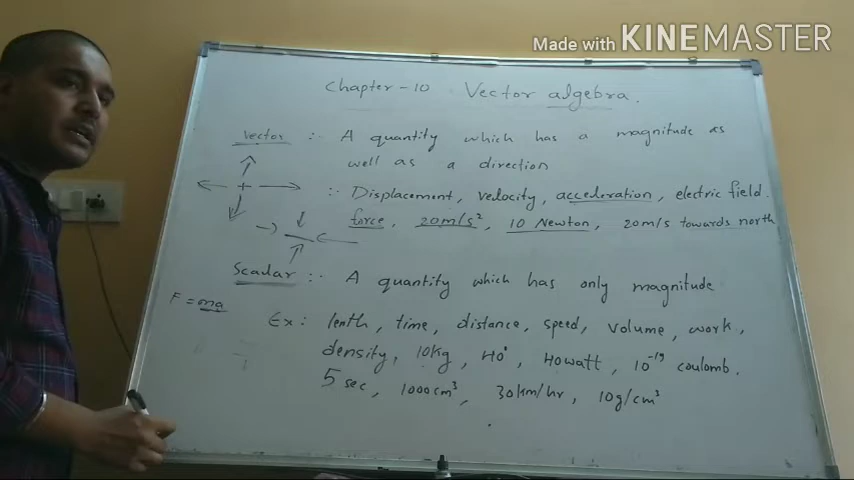 Made with KINEMASTER
Chapter-10 Vector algebra.
Vector :- A quantity which has a magnitude as
well as a direction
:- Displacement, velocity, acceleration, electric field.
force, 20m/s², 10 Newton, 20m/s towards north
Scalar :- A quantity which has only magnitude
F = ma
Ex: lenth, time, distance, speed, volume, work,
density, 10kg, 40°, 40watt, 10⁻¹⁹ coulomb.
5 sec, 1000cm³, 30km/hr, 10g/cm³